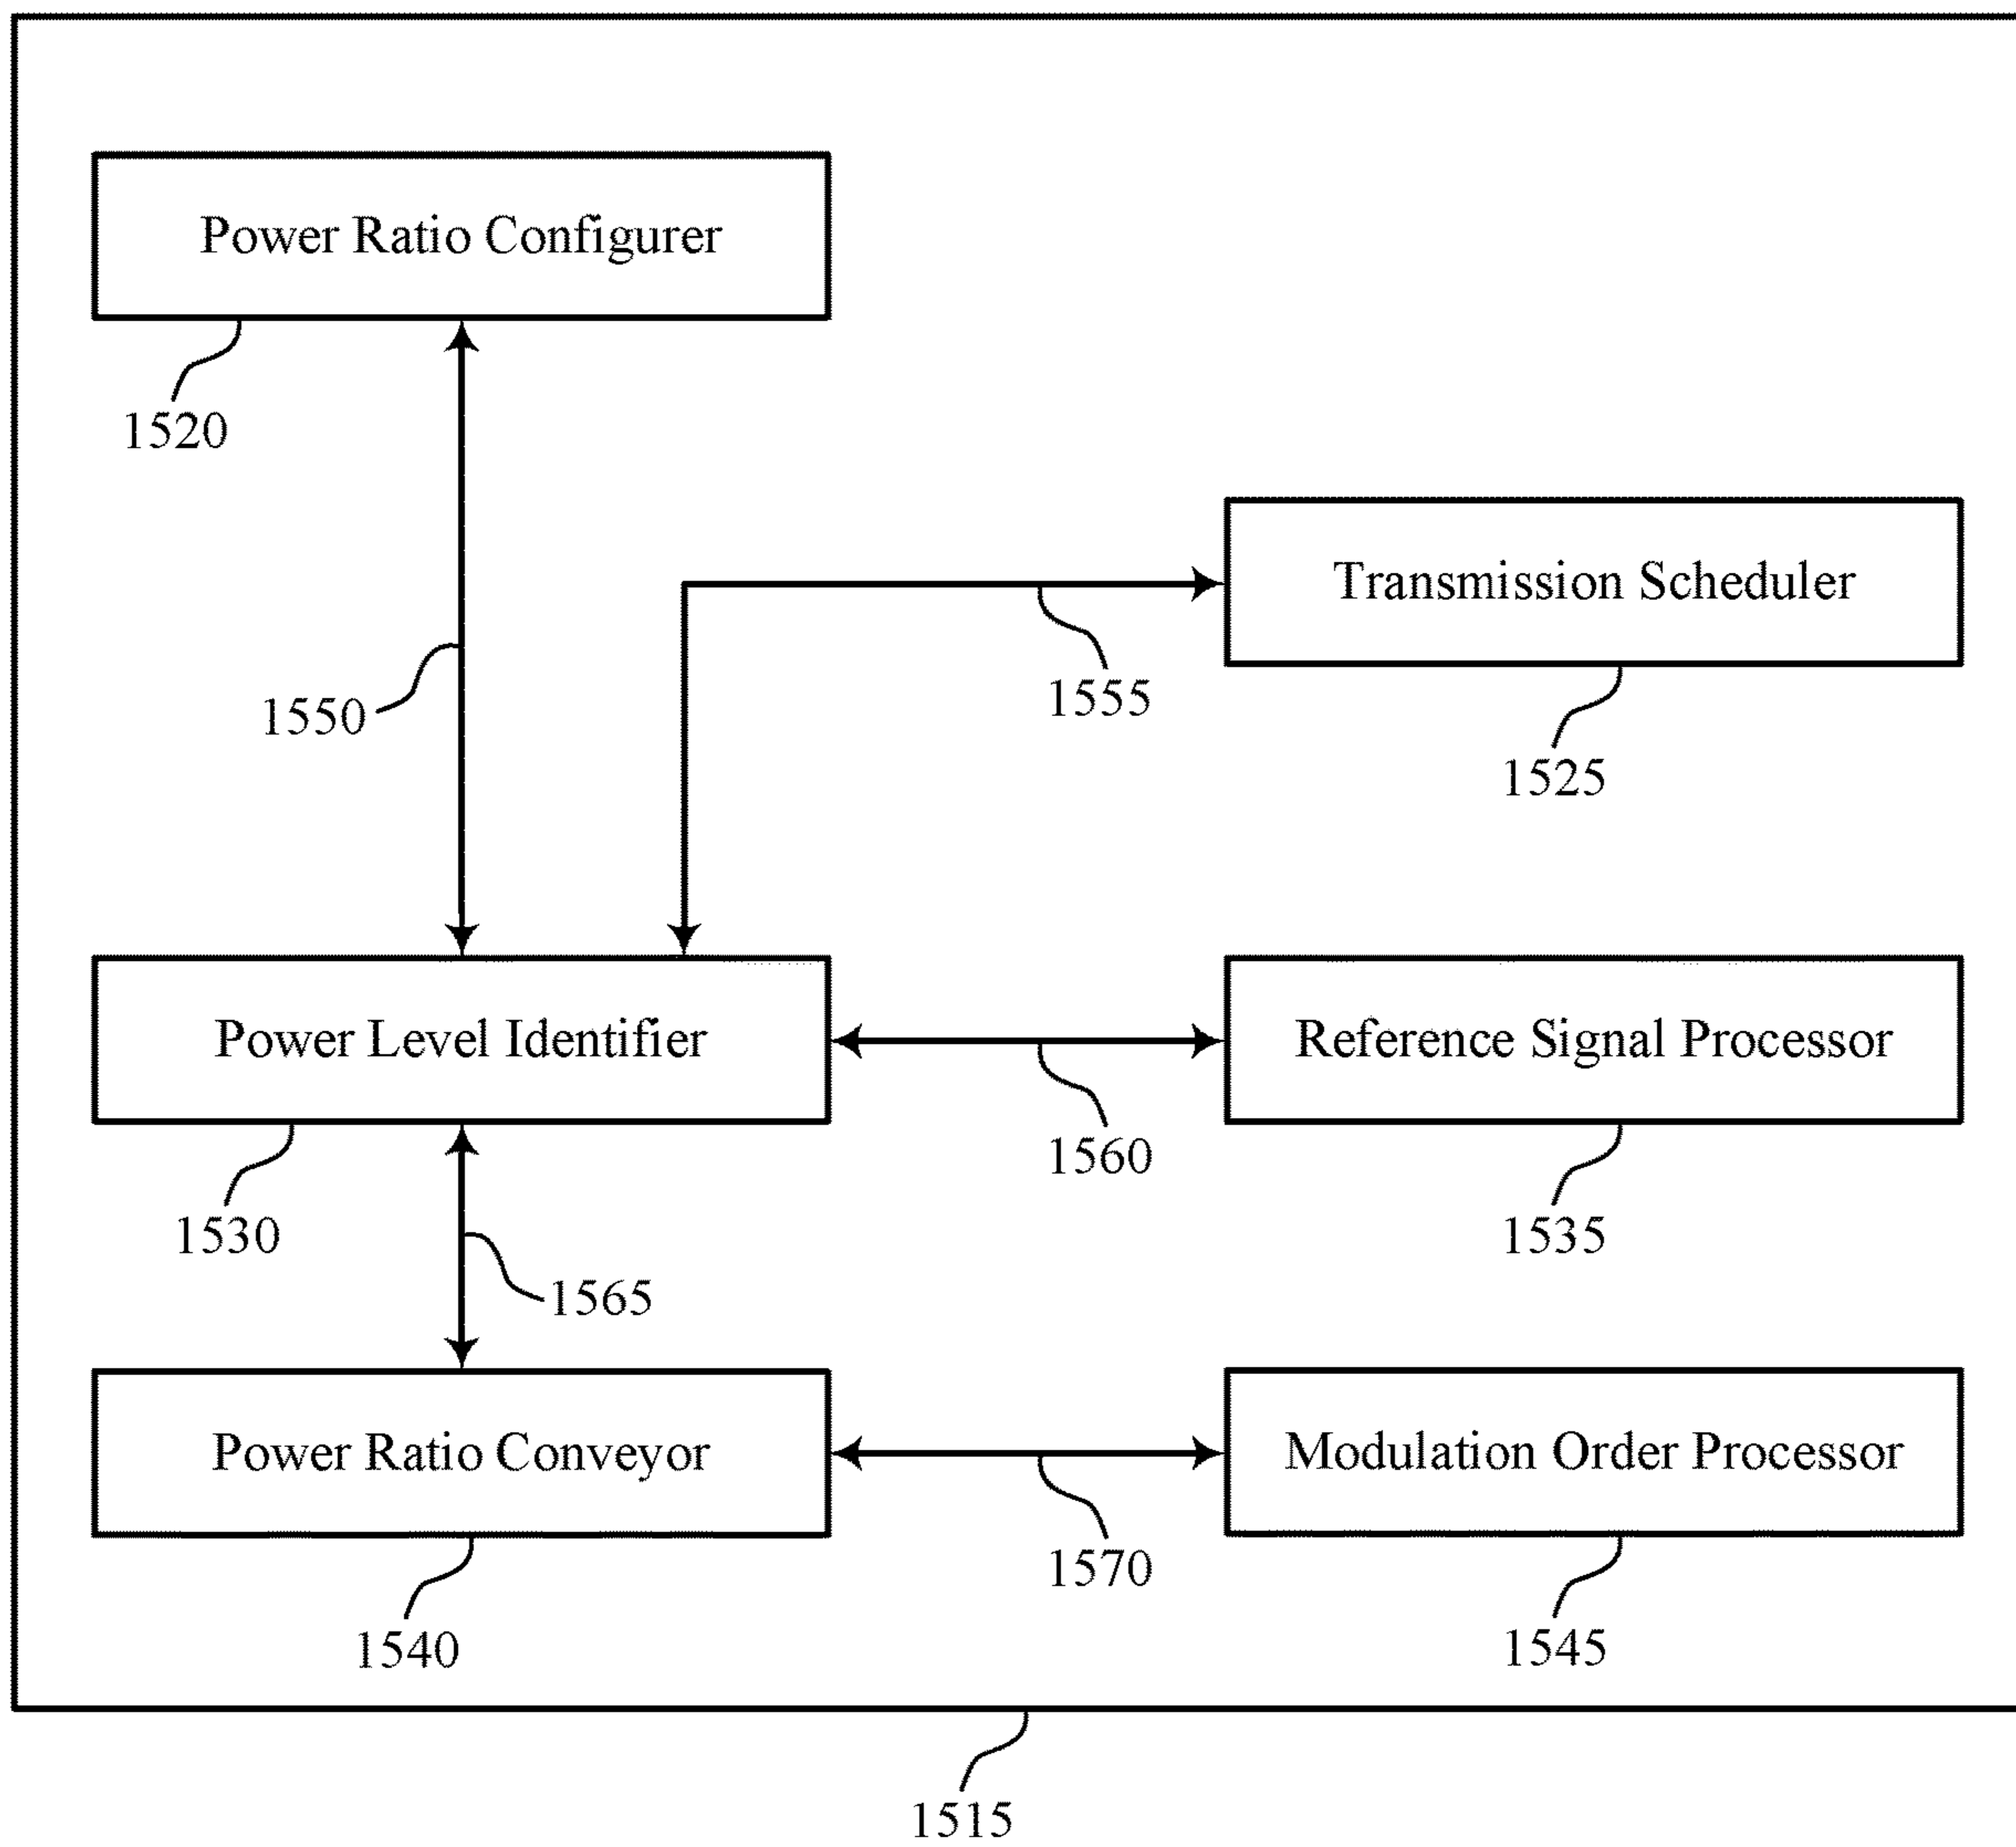 Power Ratio Configurer
1520
Transmission Scheduler
1550
1555
1525
Power Level Identifier
Reference Signal Processor
1560
1530
1535
1565
Power Ratio Conveyor
Modulation Order Processor
1570
1540
1545
1515